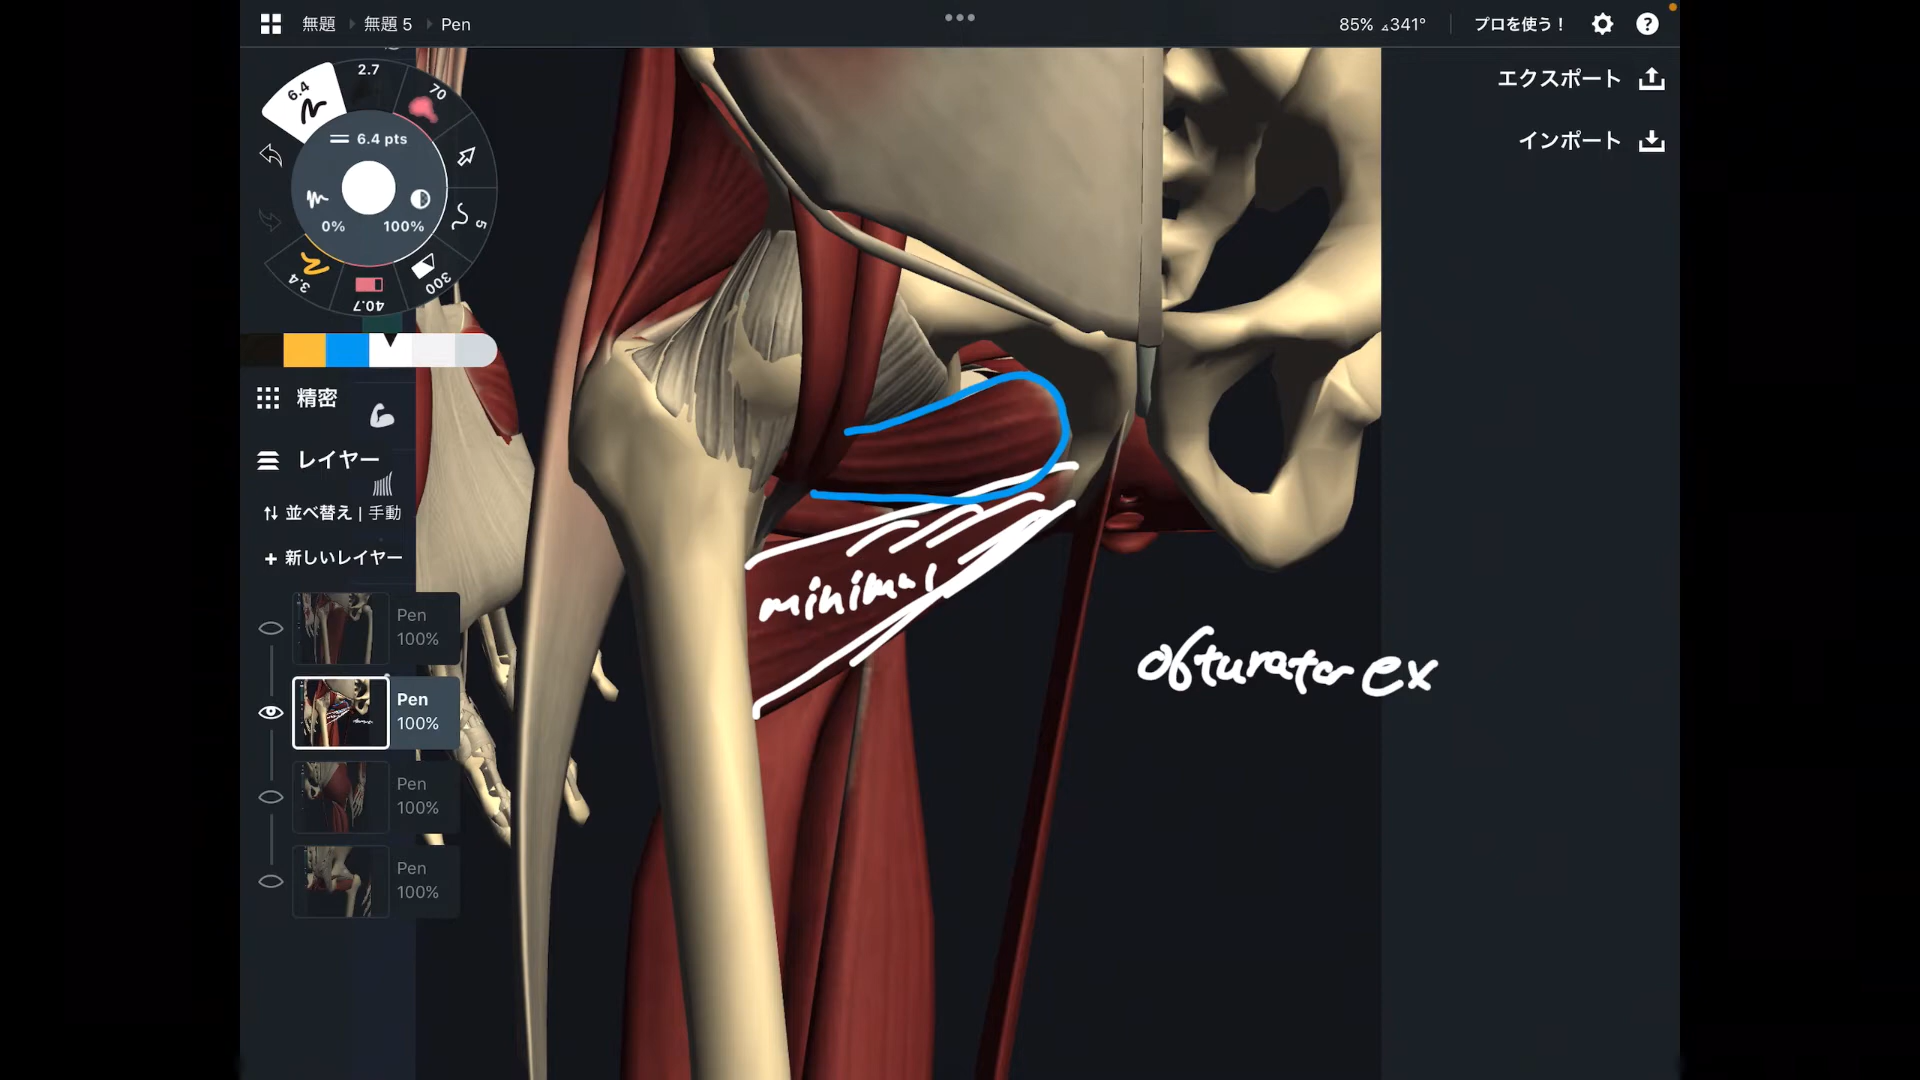 無題 無題 5 Pen
85% ⊿341°
プロを使う！
エクスポート
インポート
2.7
6.4
70
6.4 pts
5
0% 100%
3.4
40.7
300
精密
レイヤー
並べ替え | 手動
+ 新しいレイヤー
Pen
100%
Pen
100%
Pen
100%
Pen
100%
minimal
obturator ex